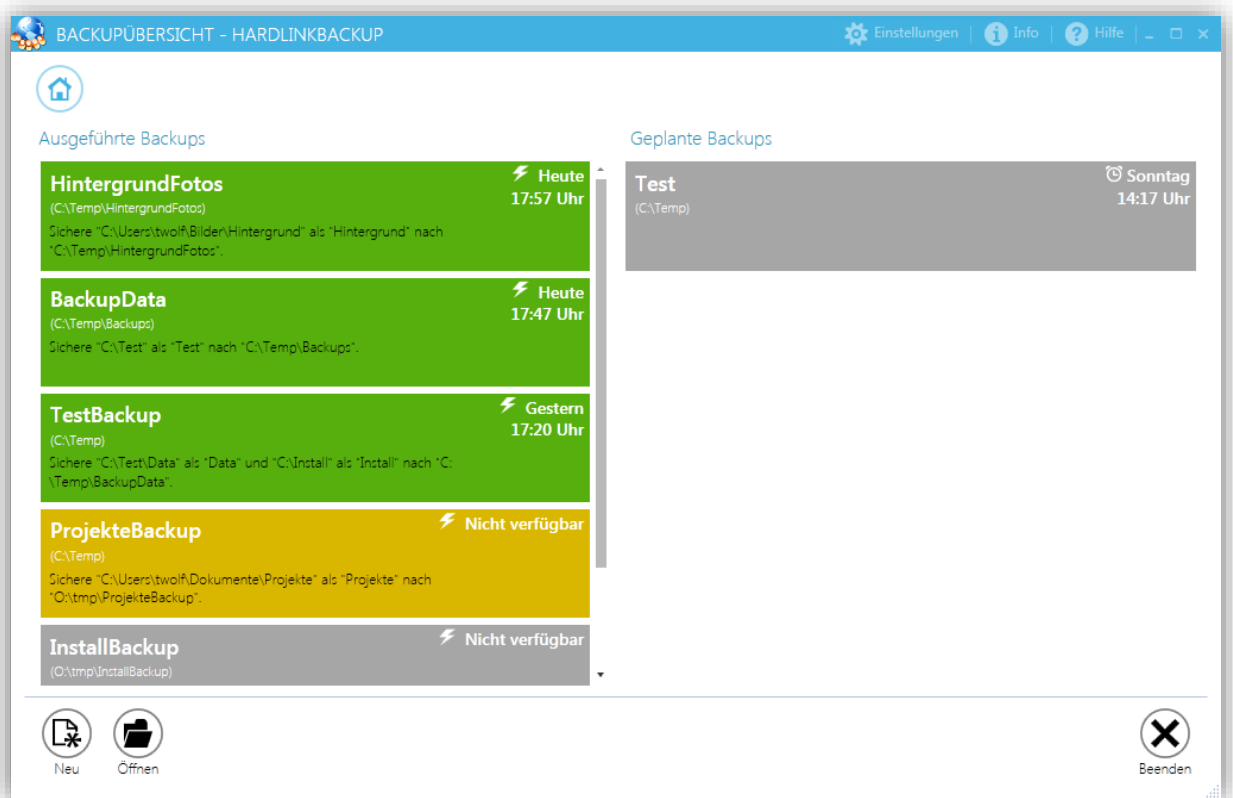 BACKUPÜBERSICHT - HARDLINKBACKUP
Einstellungen
Info
Hilfe
Ausgeführte Backups
HintergrundFotos
Heute
17:57 Uhr
(C:\Temp\HintergrundFotos)
Sichere "C:\Users\twolf\Bilder\Hintergrund" als "Hintergrund" nach
"C:\Temp\HintergrundFotos".
BackupData
Heute
17:47 Uhr
(C:\Temp\Backups)
Sichere "C:\Test" als "Test" nach "C:\Temp\Backups".
TestBackup
Gestern
17:20 Uhr
(C:\Temp)
Sichere "C:\Test\Data" als "Data" und "C:\Install" als "Install" nach "C:
\Temp\BackupData".
ProjekteBackup
Nicht verfügbar
(C:\Temp)
Sichere "C:\Users\twolf\Dokumente\Projekte" als "Projekte" nach
"O:\tmp\ProjekteBackup".
InstallBackup
Nicht verfügbar
(O:\tmp\InstallBackup)
Geplante Backups
Test
Sonntag
14:17 Uhr
(C:\Temp)
Neu
Öffnen
Beenden